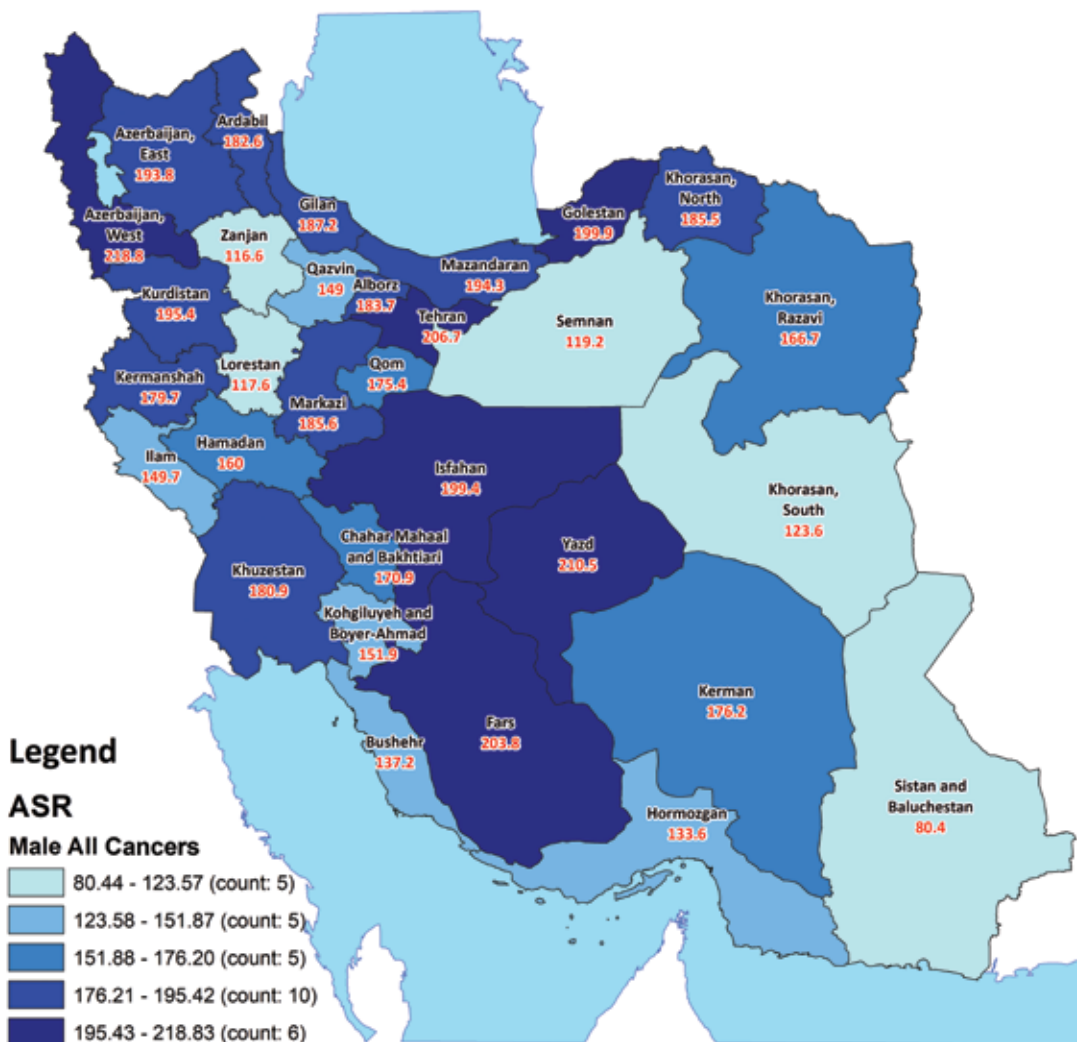 Ardabil
182.6
Azerbaijan,
East
193.8
Khorasan,
North
185.5
Gilan
187.2
Golestan
199.9
Azerbaijan,
West
218.8
Zanjan
116.6
Qazvin
149
Mazandaran
194.3
Alborz
183.7
Kurdistan
195.4
Tehran
206.7
Semnan
119.2
Khorasan,
Razavi
166.7
Lorestan
117.6
Qom
175.4
Kermanshah
179.7
Markazi
185.6
Hamadan
160
Ilam
149.7
Isfahan
199.4
Khorasan,
South
123.6
Chahar Mahaal
and Bakhtiari
170.9
Yazd
210.5
Khuzestan
180.9
Kohgiluyeh and
Boyer-Ahmad
151.9
Kerman
176.2
Fars
203.8
Bushehr
137.2
Sistan and
Baluchestan
80.4
Hormozgan
133.6
Legend
ASR
Male All Cancers
80.44 - 123.57 (count: 5)
123.58 - 151.87 (count: 5)
151.88 - 176.20 (count: 5)
176.21 - 195.42 (count: 10)
195.43 - 218.83 (count: 6)